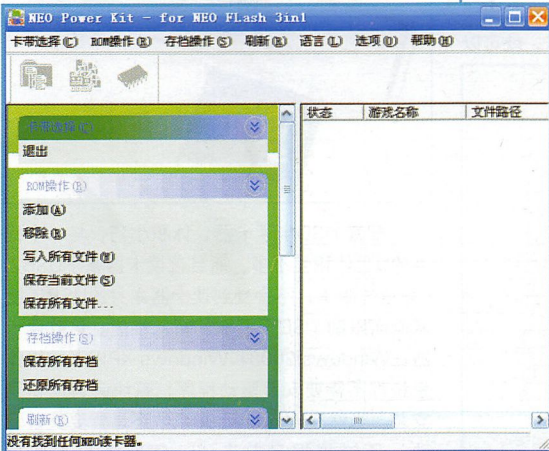 NEO Power Kit - for NEO FLash 3in1
卡带选择(C) ROM操作(R) 存档操作(S) 刷新(R) 语言(L) 选项(O) 帮助(H)
状态 游戏名称 文件路径
卡带选择(C)
退出
ROM操作(R)
添加(A)
移除(R)
写入所有文件(W)
保存当前文件(S)
保存所有文件...
存档操作(S)
保存所有存档
还原所有存档
刷新(R)
没有找到任何NEO读卡器。